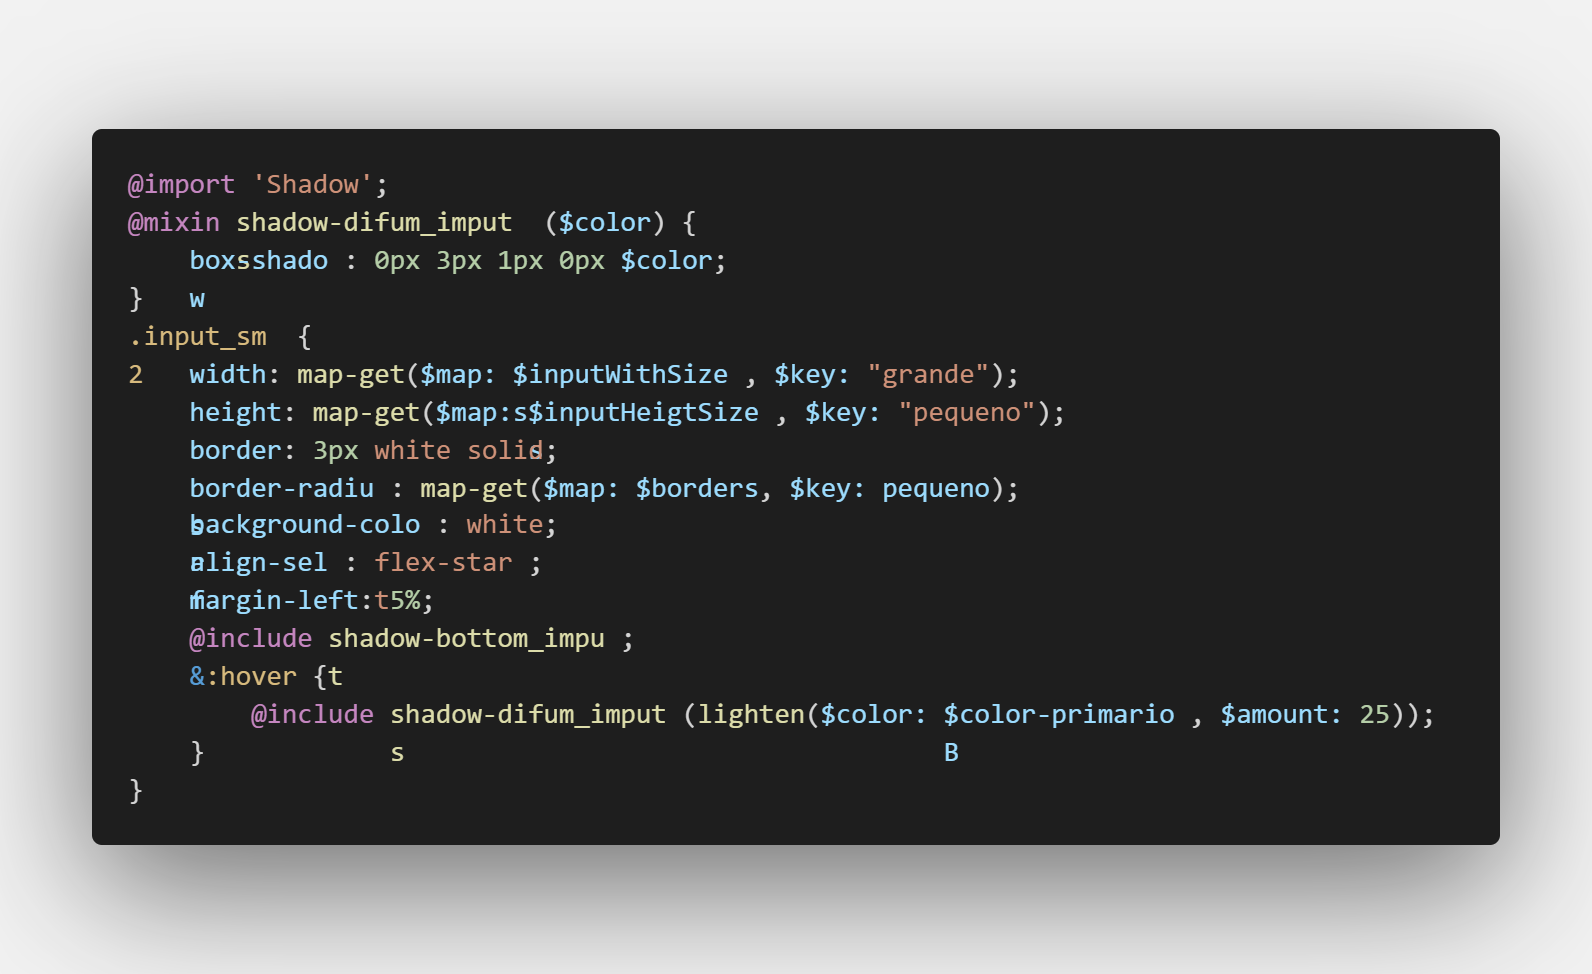 @import 'Shadow';
@mixin shadow-difum_imput  ($color) {
    boxsshado : 0px 3px 1px 0px $color;
}   w
.input_sm  {
2   width: map-get($map: $inputWithSize , $key: "grande");
    height: map-get($map:s$inputHeigtSize , $key: "pequeno");
    border: 3px white solid;
    border-radiu : map-get($map: $borders, $key: pequeno);
    background-colo : white;
    align-sel : flex-star ;
    margin-left:t5%;
    @include shadow-bottom_impu ;
    &:hover {t
        @include shadow-difum_imput (lighten($color: $color-primario , $amount: 25));
    }            s                                   B
}